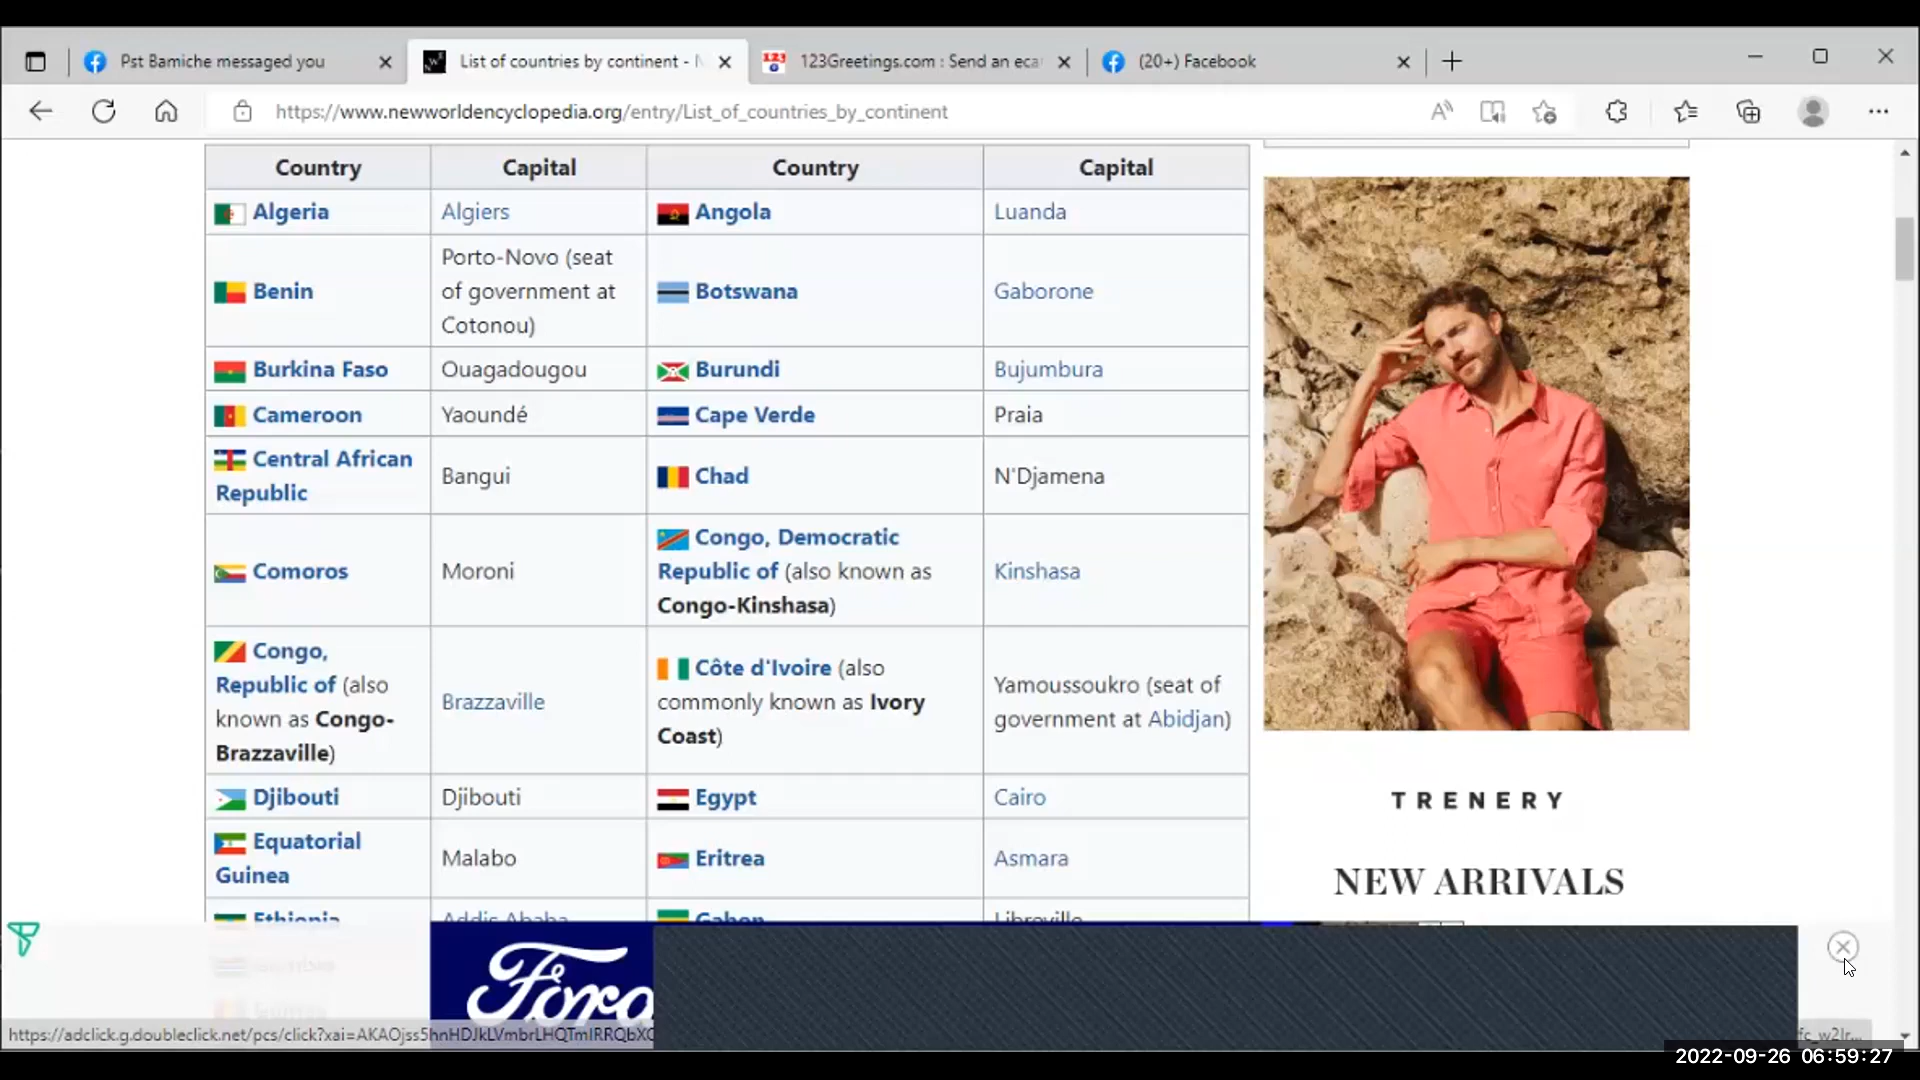 Pst Bamiche messaged you
List of countries by continent -
123Greetings.com : Send an eca
(20+) Facebook
https://www.newworldencyclopedia.org/entry/List_of_countries_by_continent
Country Capital Country Capital
Algeria Algiers Angola Luanda
Benin Porto-Novo (seat of government at Cotonou) Botswana Gaborone
Burkina Faso Ouagadougou Burundi Bujumbura
Cameroon Yaoundé Cape Verde Praia
Central African Republic Bangui Chad N'Djamena
Comoros Moroni Congo, Democratic Republic of (also known as Congo-Kinshasa) Kinshasa
Congo, Republic of (also known as Congo-Brazzaville) Brazzaville Côte d'Ivoire (also commonly known as Ivory Coast) Yamoussoukro (seat of government at Abidjan)
Djibouti Djibouti Egypt Cairo
Equatorial Guinea Malabo Eritrea Asmara
Ethiopia Addis Ababa Gabon Libreville
TRENERY
NEW ARRIVALS
Ford
2022-09-26 06:59:27